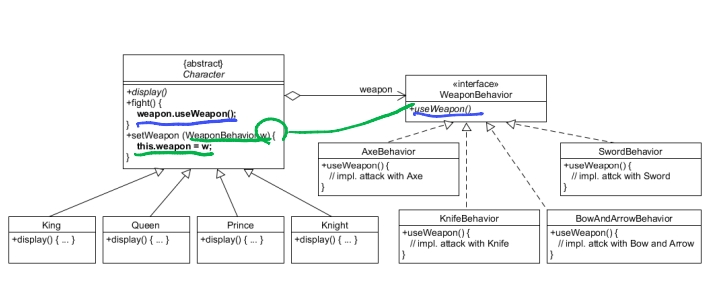 {abstract}
Character
+display()
+fight() {
weapon.useWeapon();
}
+setWeapon (WeaponBehavior w) {
this.weapon = w;
}
weapon
«interface»
WeaponBehavior
+useWeapon()
AxeBehavior
+useWeapon() {
// impl. attack with Axe
}
SwordBehavior
+useWeapon() {
// impl. attck with Sword
}
King
+display() { ... }
Queen
+display() { ... }
Prince
+display() { ... }
Knight
+display() { ... }
KnifeBehavior
+useWeapon() {
// impl. attack with Knife
}
BowAndArrowBehavior
+useWeapon() {
// impl. attck with Bow and Arrow
}